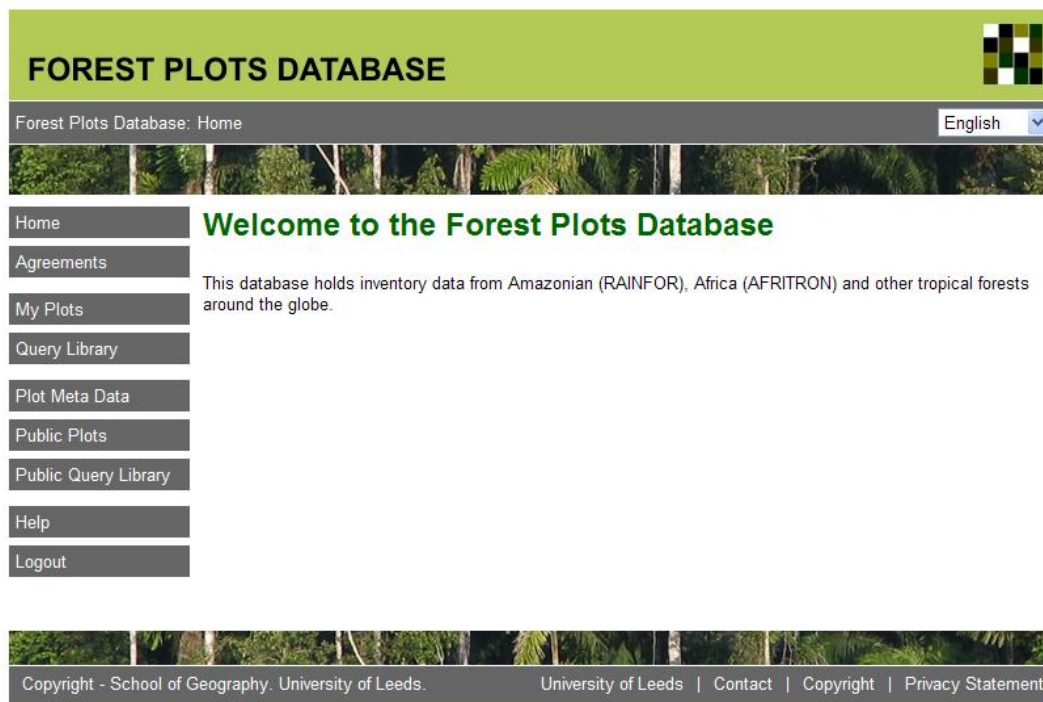 FOREST PLOTS DATABASE
Forest Plots Database: Home
English
Home
Agreements
My Plots
Query Library
Plot Meta Data
Public Plots
Public Query Library
Help
Logout
Welcome to the Forest Plots Database
This database holds inventory data from Amazonian (RAINFOR), Africa (AFRITRON) and other tropical forests
around the globe.
Copyright - School of Geography. University of Leeds.
University of Leeds | Contact | Copyright | Privacy Statement